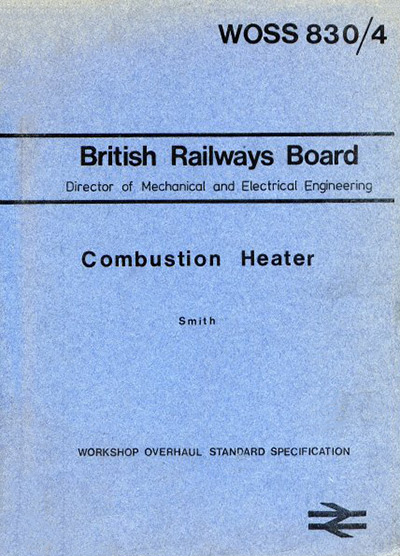 WOSS 830/4
British Railways Board
Director of Mechanical and Electrical Engineering
Combustion Heater
Smith
WORKSHOP OVERHAUL STANDARD SPECIFICATION